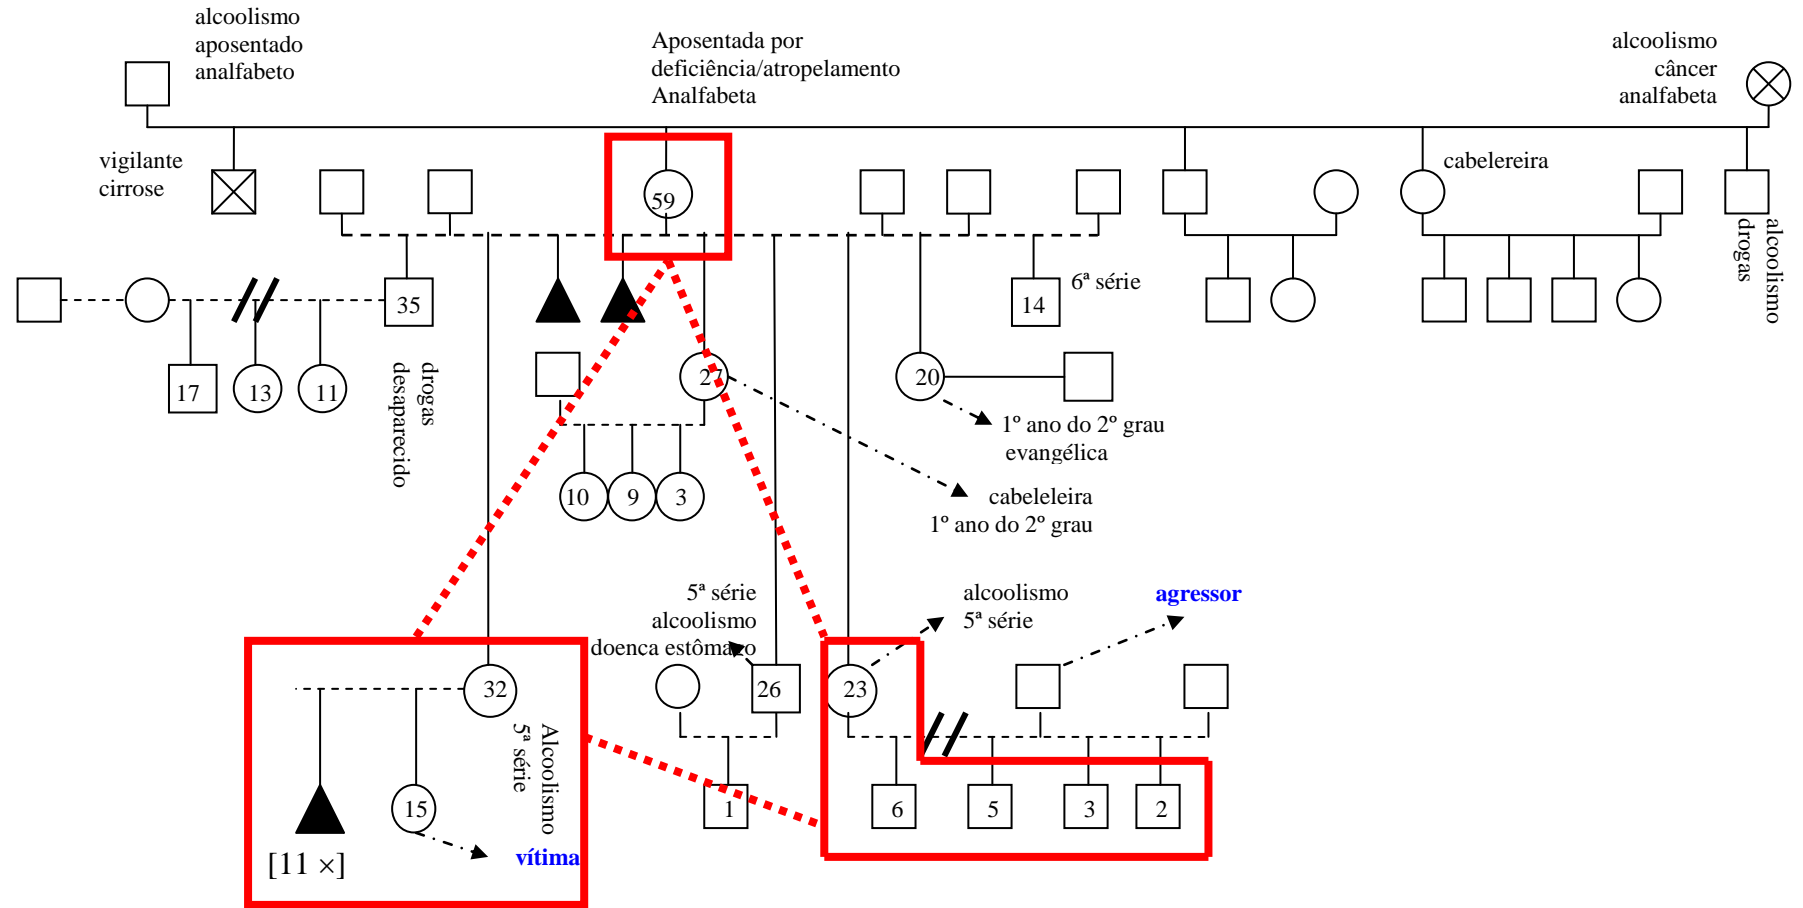 alcoolismo
aposentado
analfabeto
Aposentada por
deficiência/atropelamento
Analfabeta
alcoolismo
câncer
analfabeta
vigilante
cirrose
59
cabelereira
alcoolismo
drogas
35
14
6ª série
17
13
11
drogas
desaparecido
27
20
1º ano do 2º grau
evangélica
10
9
3
cabeleleira
1º ano do 2º grau
5ª série
alcoolismo
doenca estômago
alcoolismo
5ª série
agressor
32
26
23
Alcoolismo
5ª série
15
1
6
5
3
2
vítima
[11 ×]